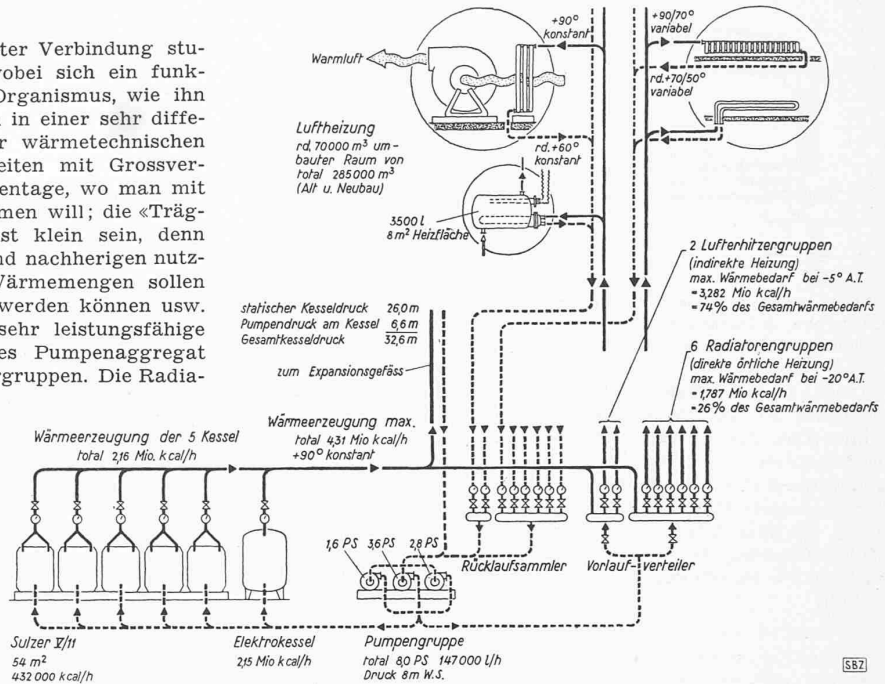 ter Verbindung stu-
vobei sich ein funk-
Organismus, wie ihn
in einer sehr diffe-
r wärmetechnischen
eiten mit Grossver-
entage, wo man mit
men will; die «Träg-
st klein sein, denn
nd nachherigen nutz-
Wärmemengen sollen
werden können usw.
sehr leistungsfähige
es Pumpenaggregat
rgruppen. Die Radia-
+90°
konstant
Warmluft
+90/70°
variabel
rd.+70/50°
variabel
Luftheizung
rd. 70000 m³ um-
bauter Raum von
total 285000 m³
(Alt u. Neubau)
rd.+60°
konstant
3500 l
8 m² Heizfläche
2 Lufterhitzergruppen
(indirekte Heizung)
max. Wärmebedarf bei -5° A.T.
= 3,282 Mio kcal/h
= 74% des Gesamtwärmebedarfs
statischer Kesseldruck 26,0 m
Pumpendruck am Kessel 6,6 m
Gesamtkesseldruck 32,6 m
zum Expansionsgefäss
6 Radiatorengruppen
(direkte örtliche Heizung)
max. Wärmebedarf bei -20° A.T.
= 1,787 Mio kcal/h
= 26% des Gesamtwärmebedarfs
Wärmeerzeugung der 5 Kessel
total 2,16 Mio. kcal/h
Wärmeerzeugung max.
total 4,31 Mio kcal/h
+90° konstant
1,6 PS 3,6 PS 2,8 PS
Rücklaufsammler
Vorlauf-verteiler
Sulzer V/11
54 m²
432 000 kcal/h
Elektrokessel
2,15 Mio kcal/h
Pumpengruppe
total 8,0 PS 147 000 l/h
Druck 8 m W.S.
SBZ